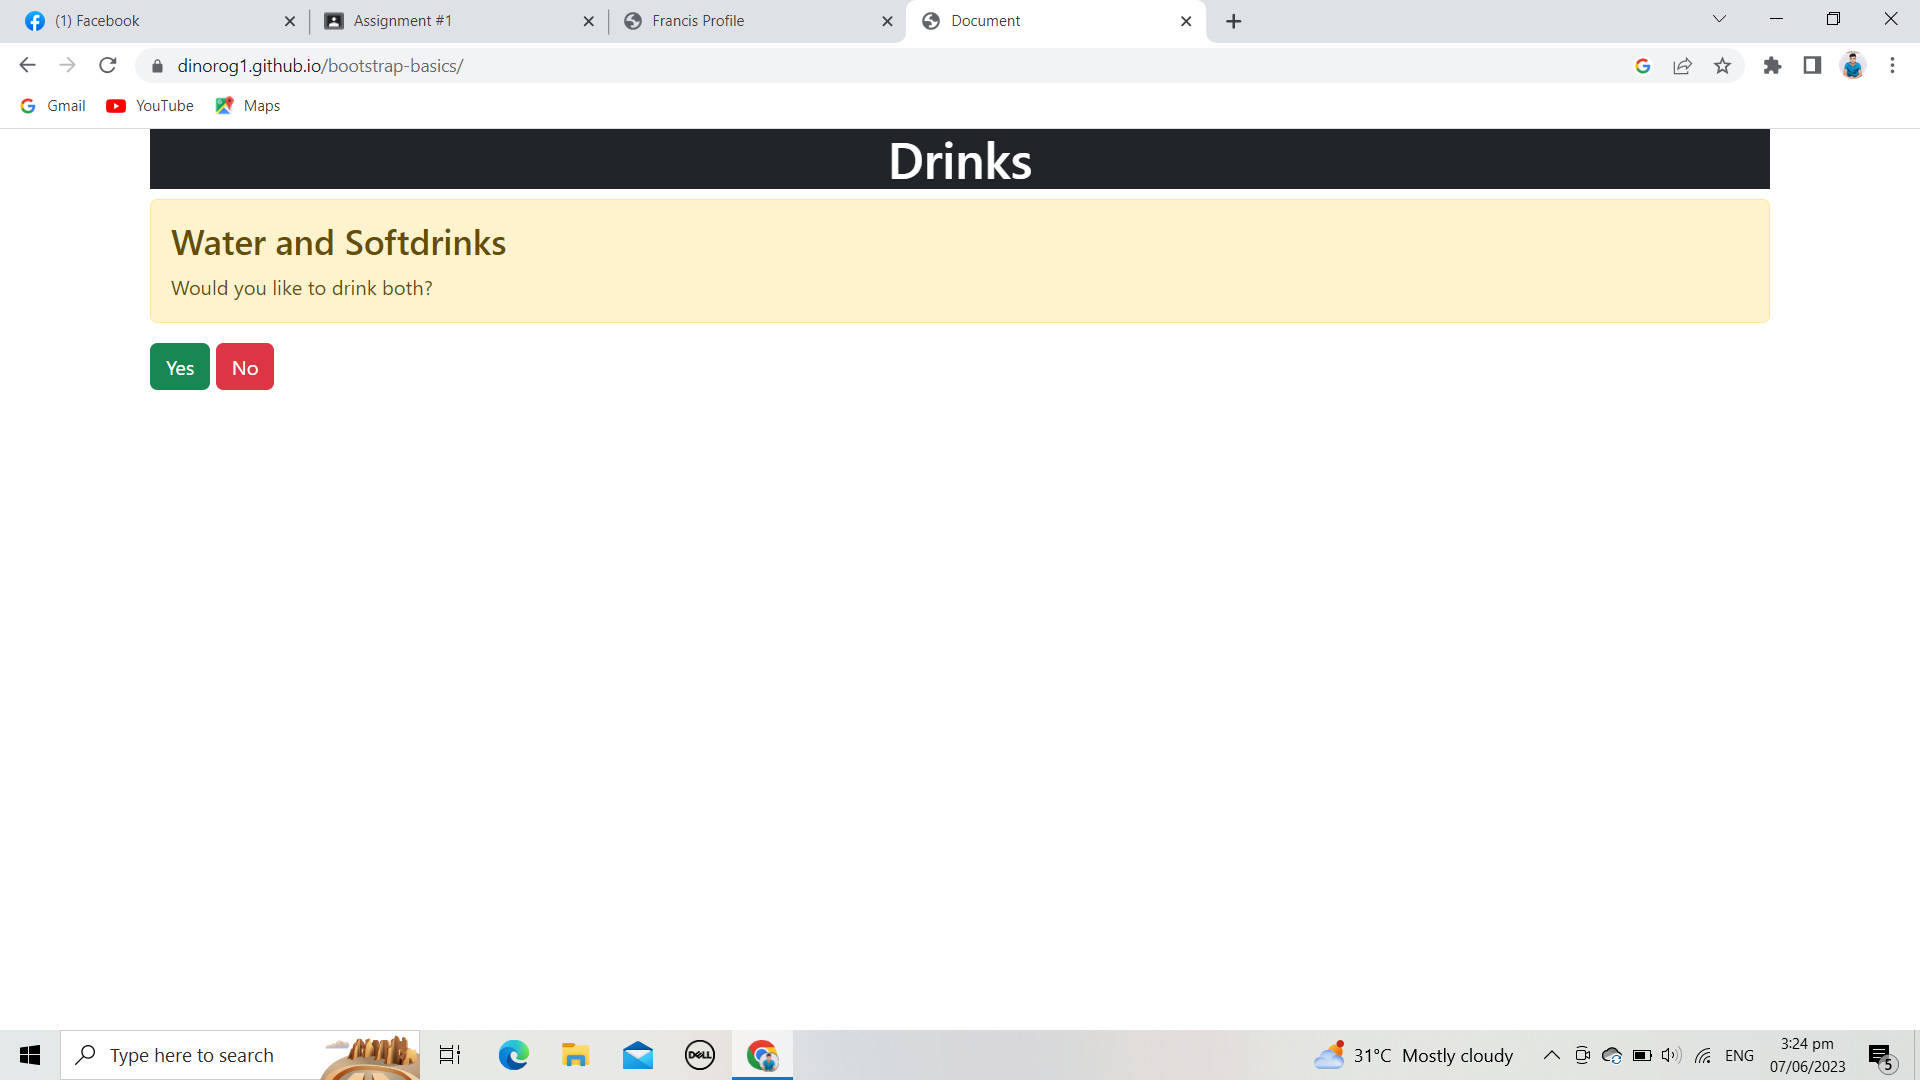 (1) Facebook
Assignment #1
Francis Profile
Document
dinorog1.github.io/bootstrap-basics/
Gmail
YouTube
Maps
Drinks
Water and Softdrinks
Would you like to drink both?
Yes
No
Type here to search
DELL
31°C Mostly cloudy
ENG
3:24 pm
07/06/2023
5